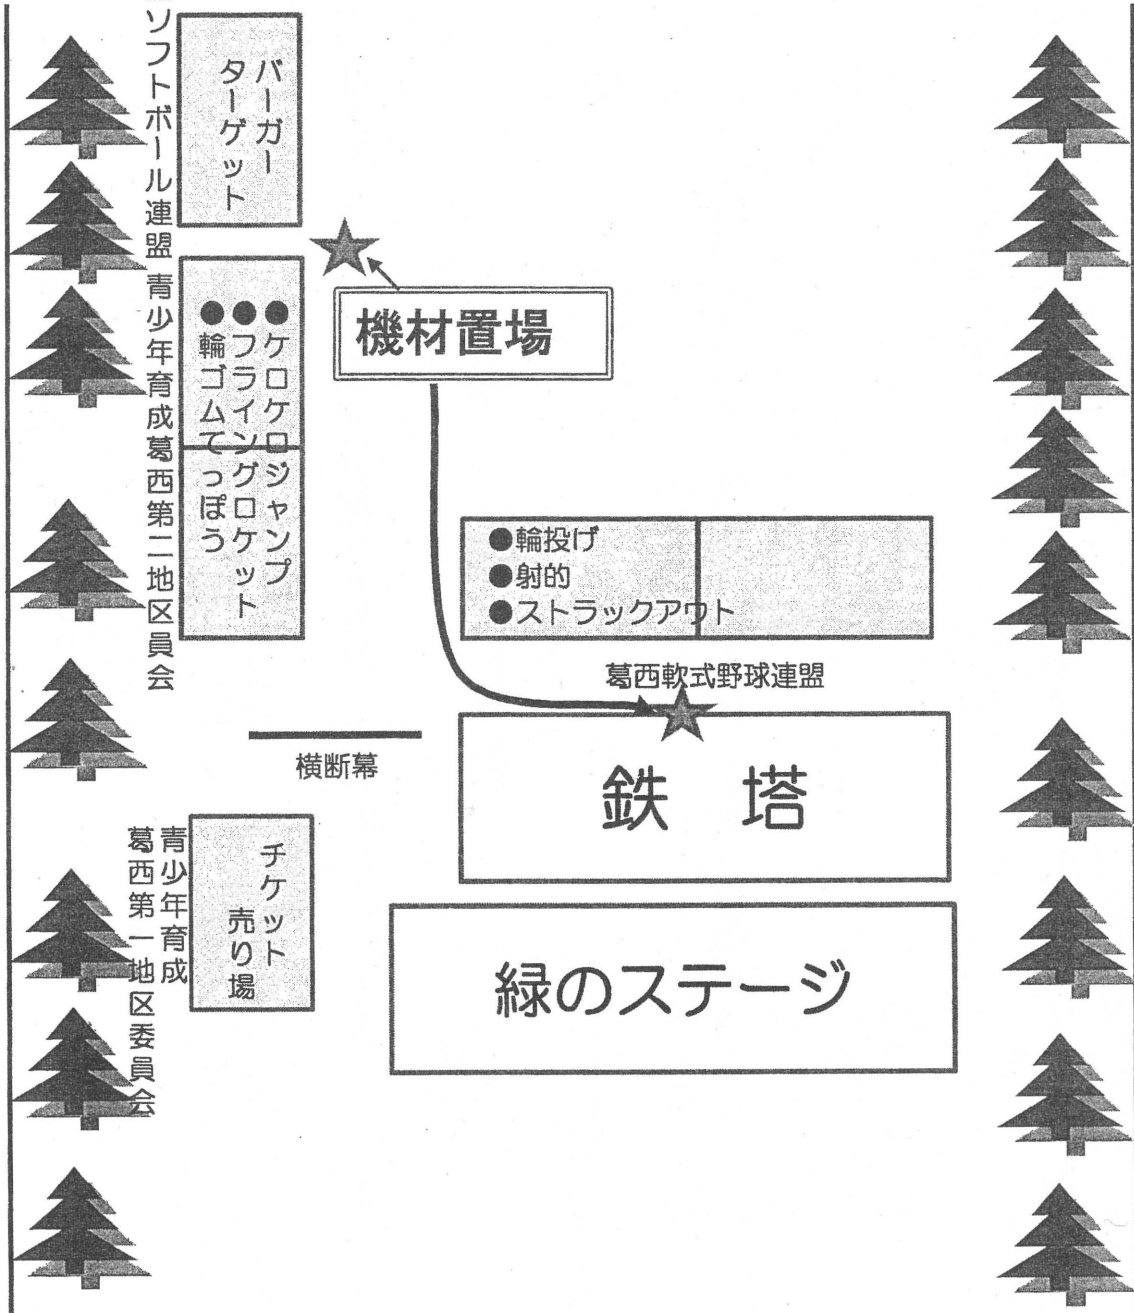 ソフトボール連盟
バーガー
ターゲット
機材置場
青少年育成葛西第二地区員会
●ケロケロジャンプ
●フライングロケット
●輪ゴムてっぽう
●輪投げ
●射的
●ストラックアウト
葛西軟式野球連盟
横断幕
鉄　塔
青少年育成
葛西第一地区委員会
チケット
売り場
緑のステージ